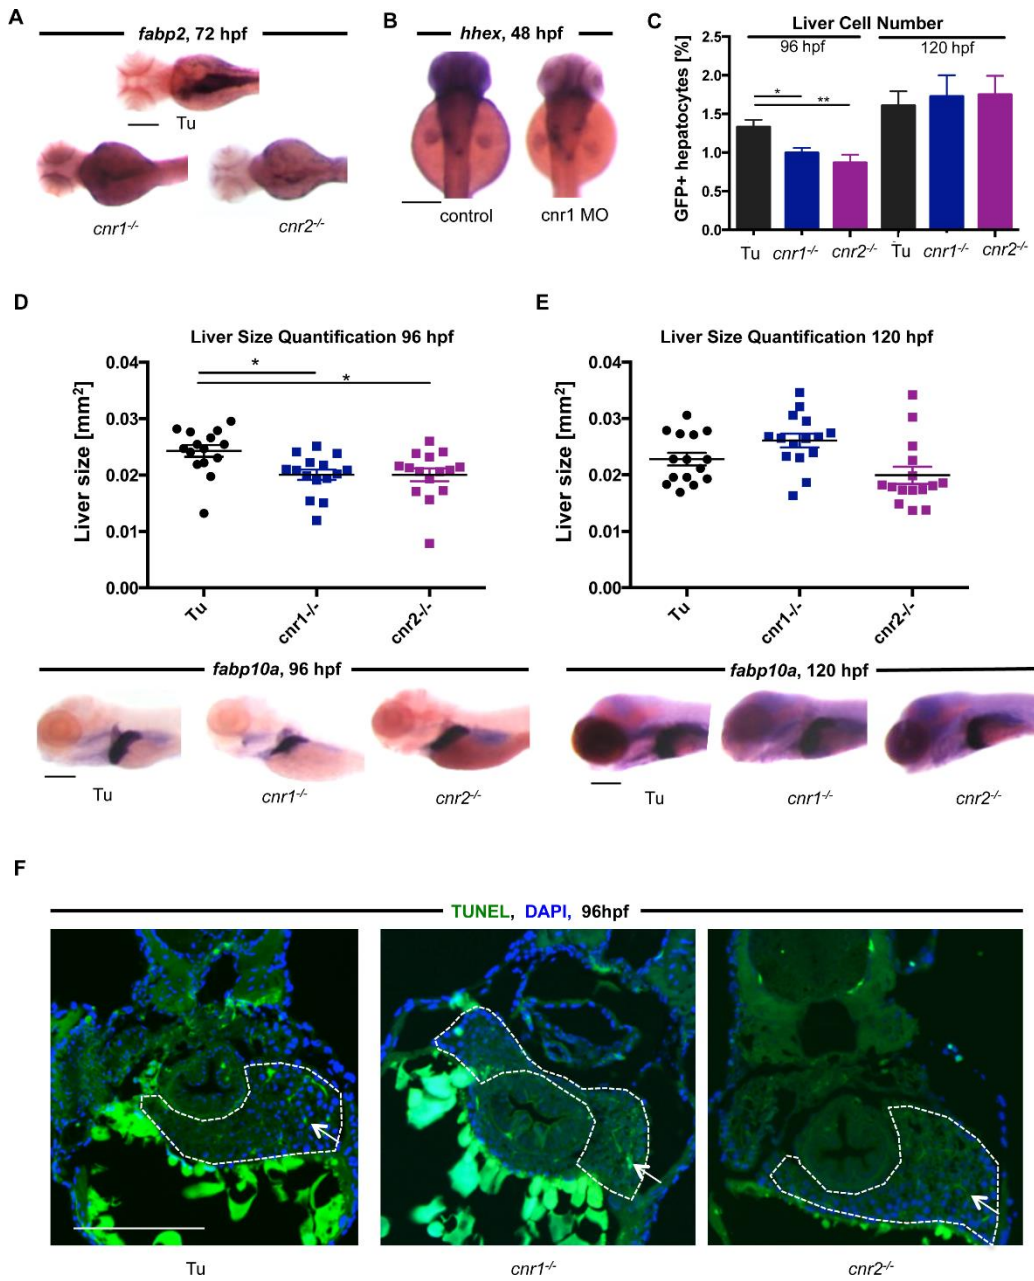 A
fabp2, 72 hpf
Tu
cnr1-/-
cnr2-/-
B
hhex, 48 hpf
control
cnr1 MO
C
Liver Cell Number
96 hpf
120 hpf
GFP+ hepatocytes [%]
2.5
2.0
1.5
1.0
0.5
0.0
*
**
Tu cnr1-/- cnr2-/- Tu cnr1-/- cnr2-/-
D
Liver Size Quantification 96 hpf
Liver size [mm²]
0.04
0.03
0.02
0.01
0.00
*
*
Tu
cnr1-/-
cnr2-/-
fabp10a, 96 hpf
Tu
cnr1-/-
cnr2-/-
E
Liver Size Quantification 120 hpf
Liver size [mm²]
0.04
0.03
0.02
0.01
0.00
Tu
cnr1-/-
cnr2-/-
fabp10a, 120 hpf
Tu
cnr1-/-
cnr2-/-
F
TUNEL, DAPI, 96hpf
Tu
cnr1-/-
cnr2-/-